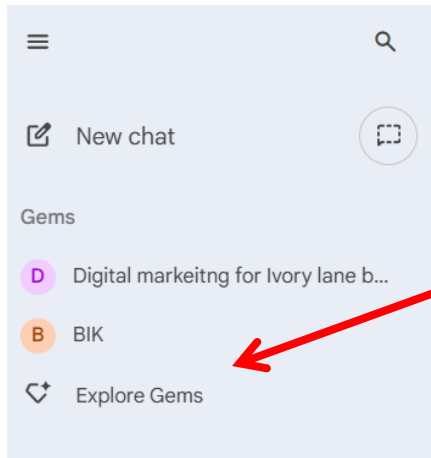 New chat
Gems
D Digital markeitng for Ivory lane b...
B BIK
Explore Gems